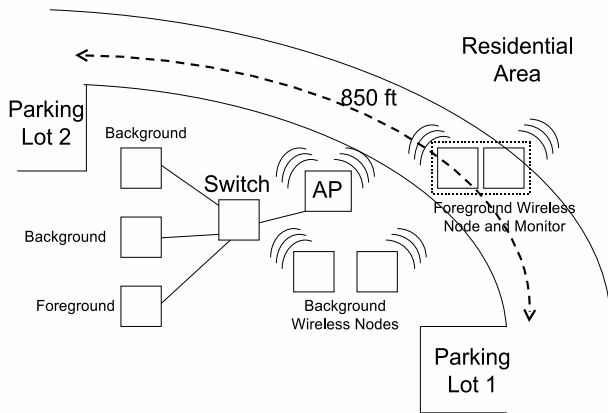 Residential
Area
850 ft
Parking
Lot 2
Background
Switch
AP
Foreground Wireless
Node and Monitor
Background
Background
Wireless Nodes
Foreground
Parking
Lot 1